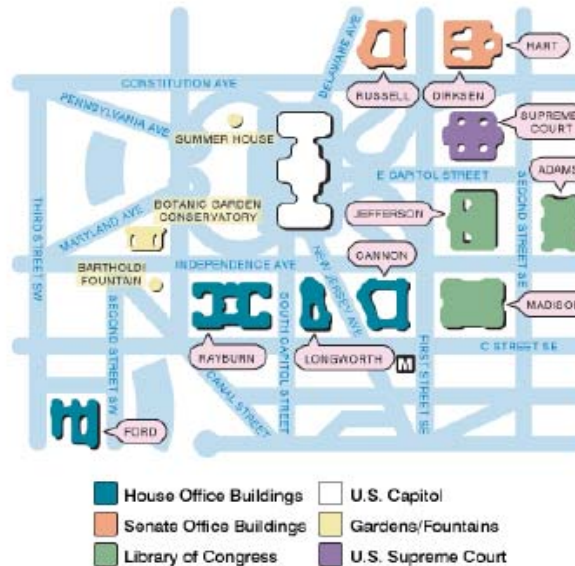 DELAWARE AVE
HART
CONSTITUTION AVE
RUSSELL
DIRKSEN
PENNSYLVANIA AVE
SUMMER HOUSE
SUPREME
COURT
E CAPITOL STREET
ADAMS
THIRD STREET SW
MARYLAND AVE
BOTANIC GARDEN
CONSERVATORY
JEFFERSON
SECOND STREET SE
BARTHOLDI
FOUNTAIN
INDEPENDENCE AVE
NEW JERSEY AVE
CANNON
SECOND STREET SW
SOUTH CAPITOL STREET
MADISON
RAYBURN
LONGWORTH
M
FIRST STREET SE
C STREET SE
CANAL STREET
FORD
House Office Buildings
U.S. Capitol
Senate Office Buildings
Gardens/Fountains
Library of Congress
U.S. Supreme Court